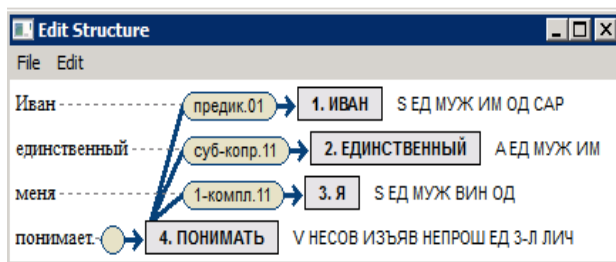 Edit Structure
File Edit
Иван предик.01 1. ИВАН S ЕД МУЖ ИМ ОД САР
единственный суб-копр.11 2. ЕДИНСТВЕННЫЙ A ЕД МУЖ ИМ
меня 1-компл.11 3. Я S ЕД МУЖ ВИН ОД
понимает. 4. ПОНИМАТЬ V НЕСОВ ИЗЪЯВ НЕПРОШ ЕД 3-Л ЛИЧ